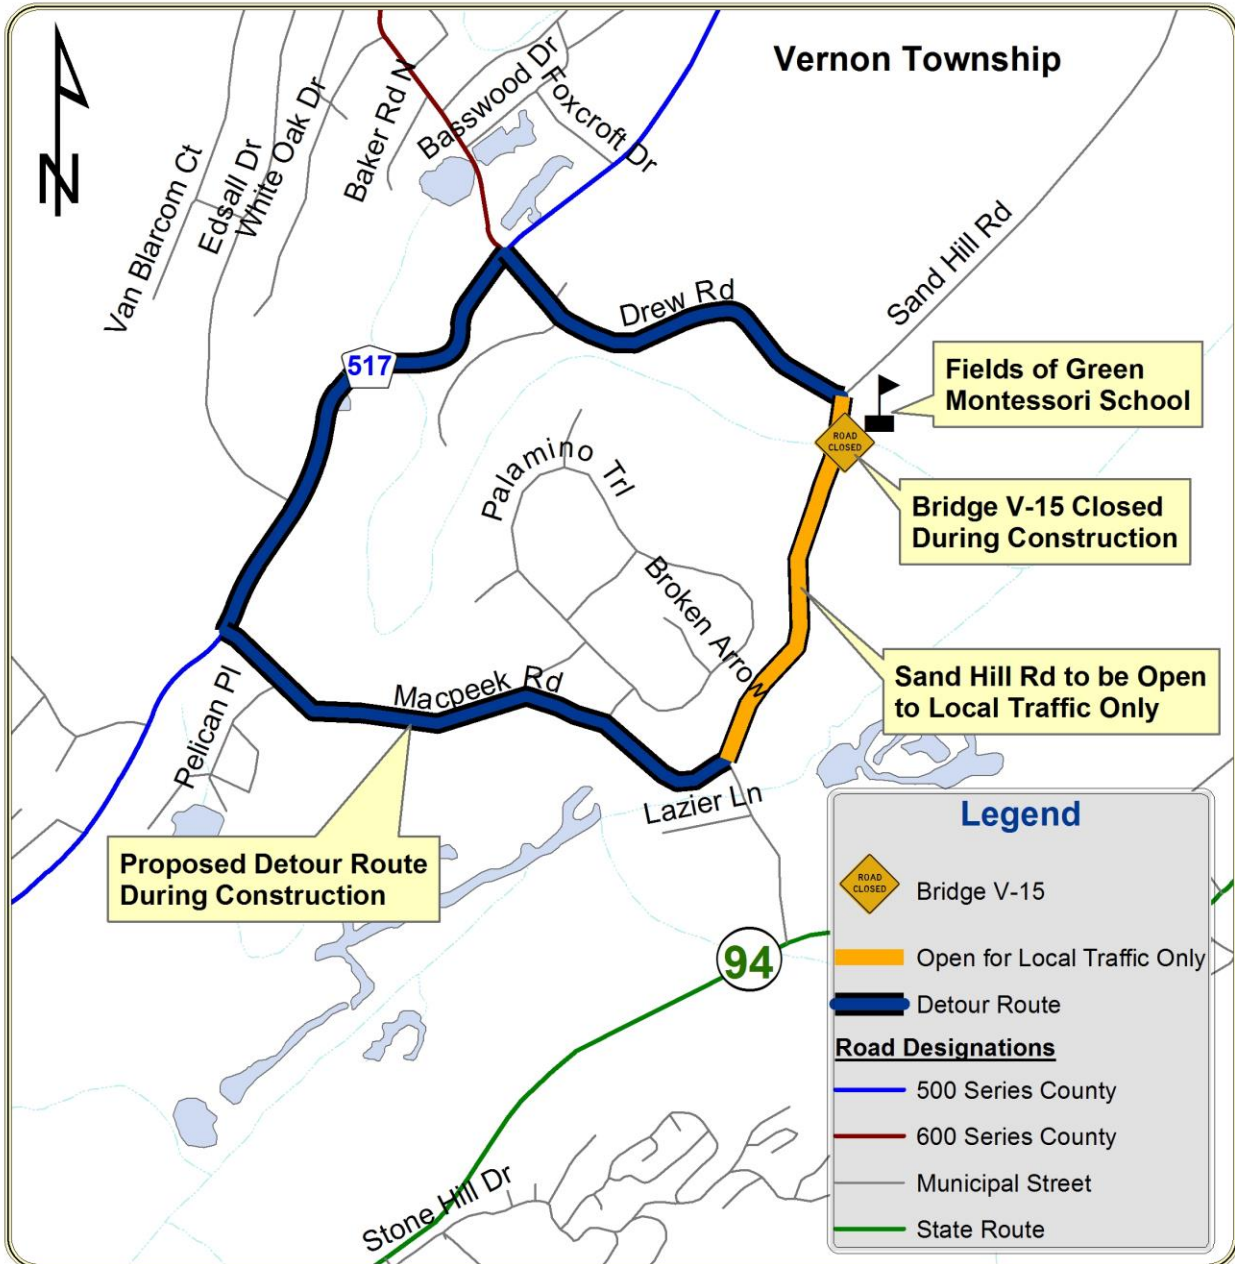 Vernon Township
N
Van Blarcom Ct
Edsall Dr
White Oak Dr
Baker Rd N
Basswood Dr
Foxcroft Dr
Sand Hill Rd
Drew Rd
517
Fields of Green
Montessori School
ROAD
CLOSED
Bridge V-15 Closed
During Construction
Palamino Trl
Broken Arrow
Sand Hill Rd to be Open
to Local Traffic Only
Macpeek Rd
Pelican Pl
Lazier Ln
Proposed Detour Route
During Construction
94
Stone Hill Dr
Legend
ROAD
CLOSED
Bridge V-15
Open for Local Traffic Only
Detour Route
Road Designations
500 Series County
600 Series County
Municipal Street
State Route